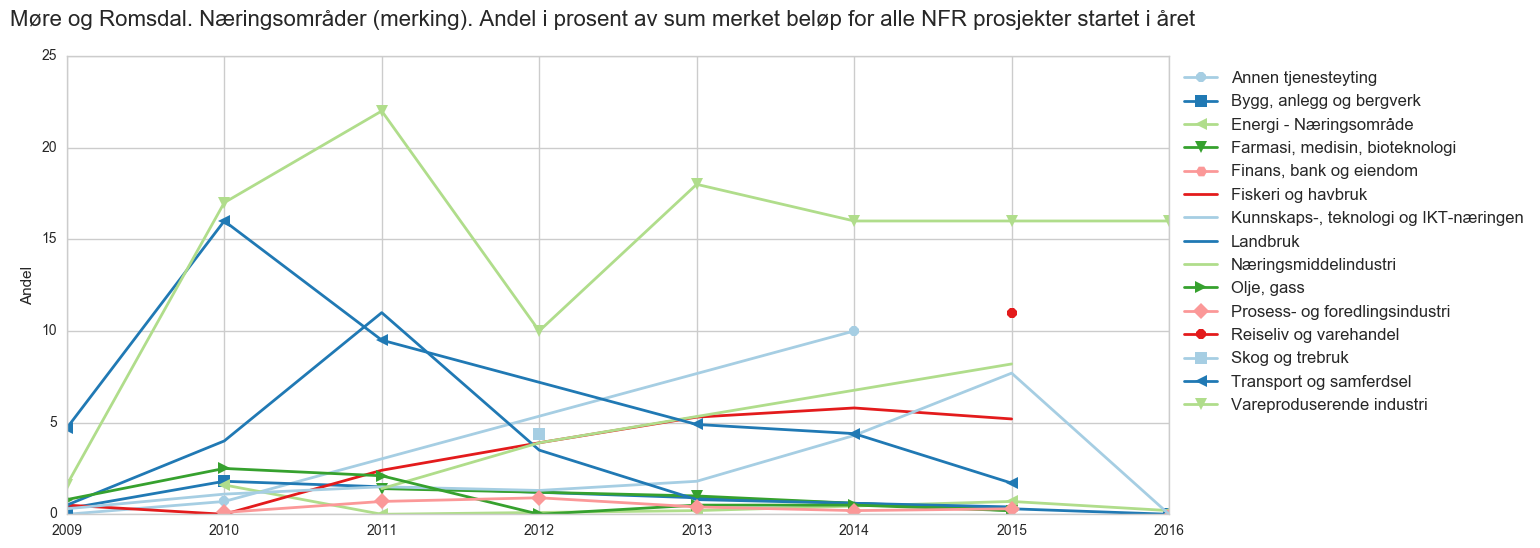 Møre og Romsdal. Næringsområder (merking). Andel i prosent av sum merket beløp for alle NFR prosjekter startet i året
25
20
15
10
5
0
Andel
2009
2010
2011
2012
2013
2014
2015
2016
Annen tjenesteyting
Bygg, anlegg og bergverk
Energi - Næringsområde
Farmasi, medisin, bioteknologi
Finans, bank og eiendom
Fiskeri og havbruk
Kunnskaps-, teknologi og IKT-næringen
Landbruk
Næringsmiddelindustri
Olje, gass
Prosess- og foredlingsindustri
Reiseliv og varehandel
Skog og trebruk
Transport og samferdsel
Vareproduserende industri